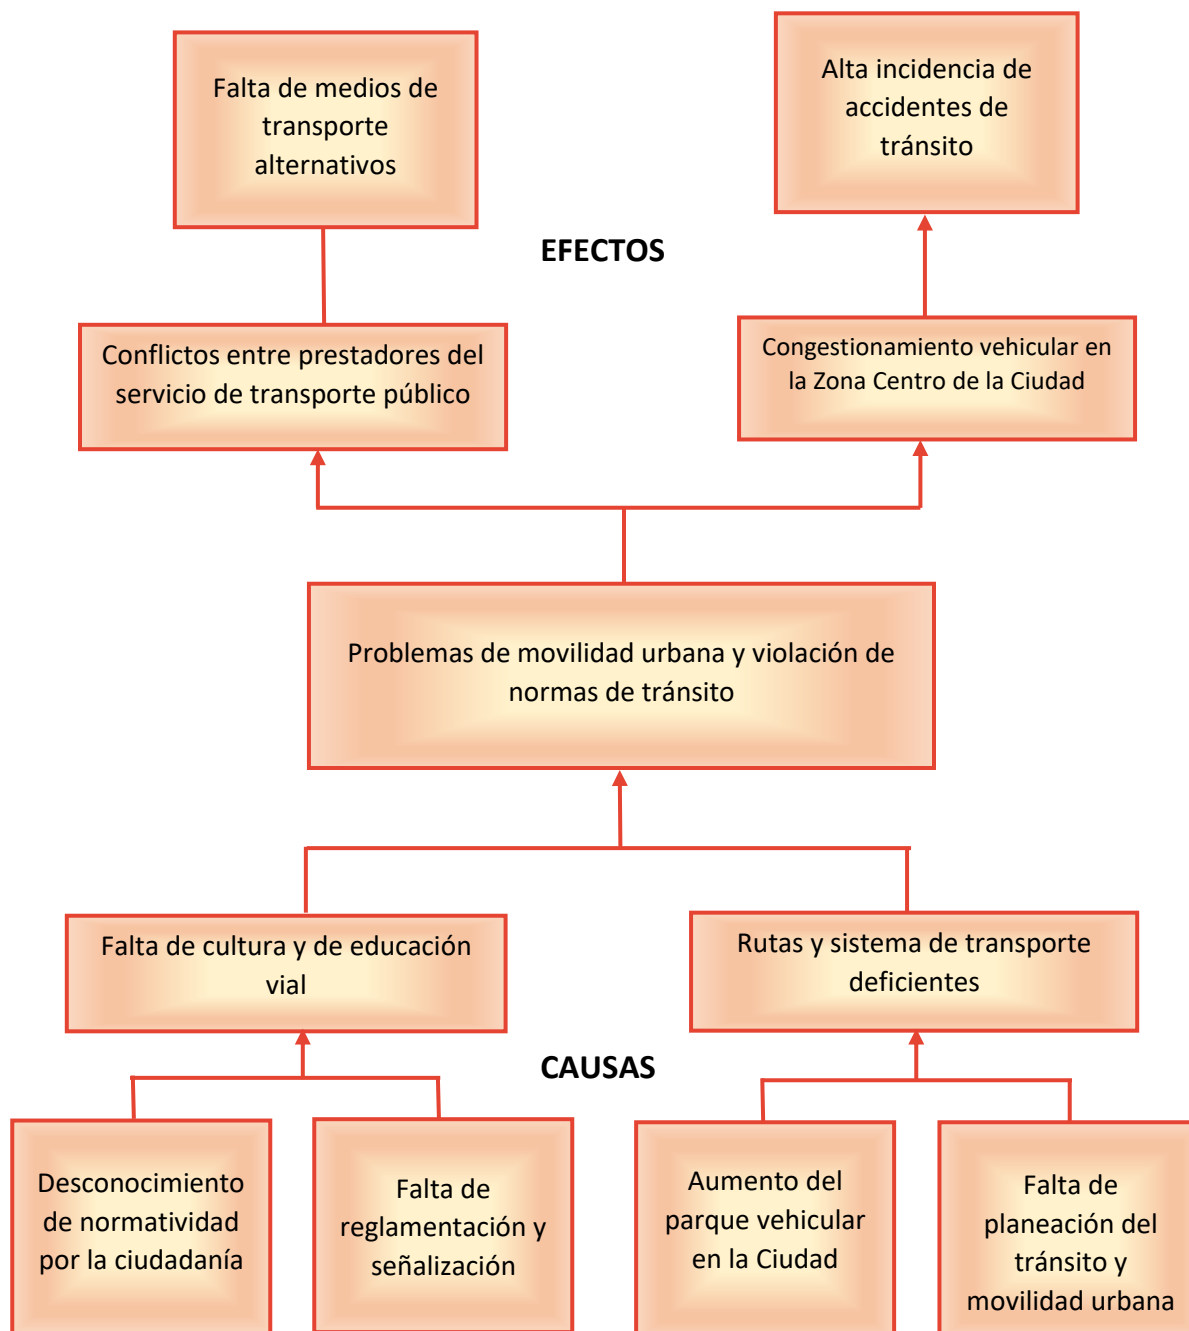 Falta de medios de
transporte
alternativos
Alta incidencia de
accidentes de
tránsito
EFECTOS
Conflictos entre prestadores del
servicio de transporte público
Congestionamiento vehicular en
la Zona Centro de la Ciudad
Problemas de movilidad urbana y violación de
normas de tránsito
Falta de cultura y de educación
vial
Rutas y sistema de transporte
deficientes
CAUSAS
Desconocimiento
de normatividad
por la ciudadanía
Falta de
reglamentación y
señalización
Aumento del
parque vehicular
en la Ciudad
Falta de
planeación del
tránsito y
movilidad urbana